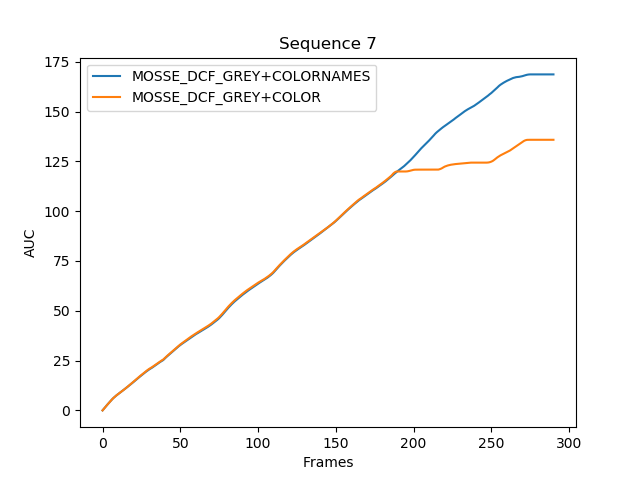 Sequence 7
MOSSE_DCF_GREY+COLORNAMES
MOSSE_DCF_GREY+COLOR
175
150
125
100
75
50
25
0
AUC
0 50 100 150 200 250 300
Frames